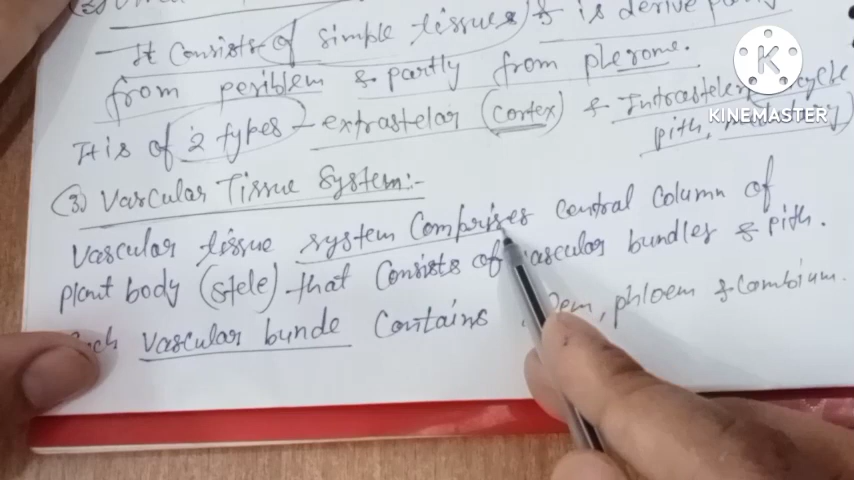 - It consists of simple tissues & is derive partly
from periblem & partly from plerome.
It is of 2 types - extrastelar (cortex) & Intrastelar
pith,
KINEMASTER
(3) Vascular Tissue System:-
Vascular tissue system comprises central column of
plant body (stele) that consists of vascular bundles & pith.
vascular bunde contains phloem & cambium.